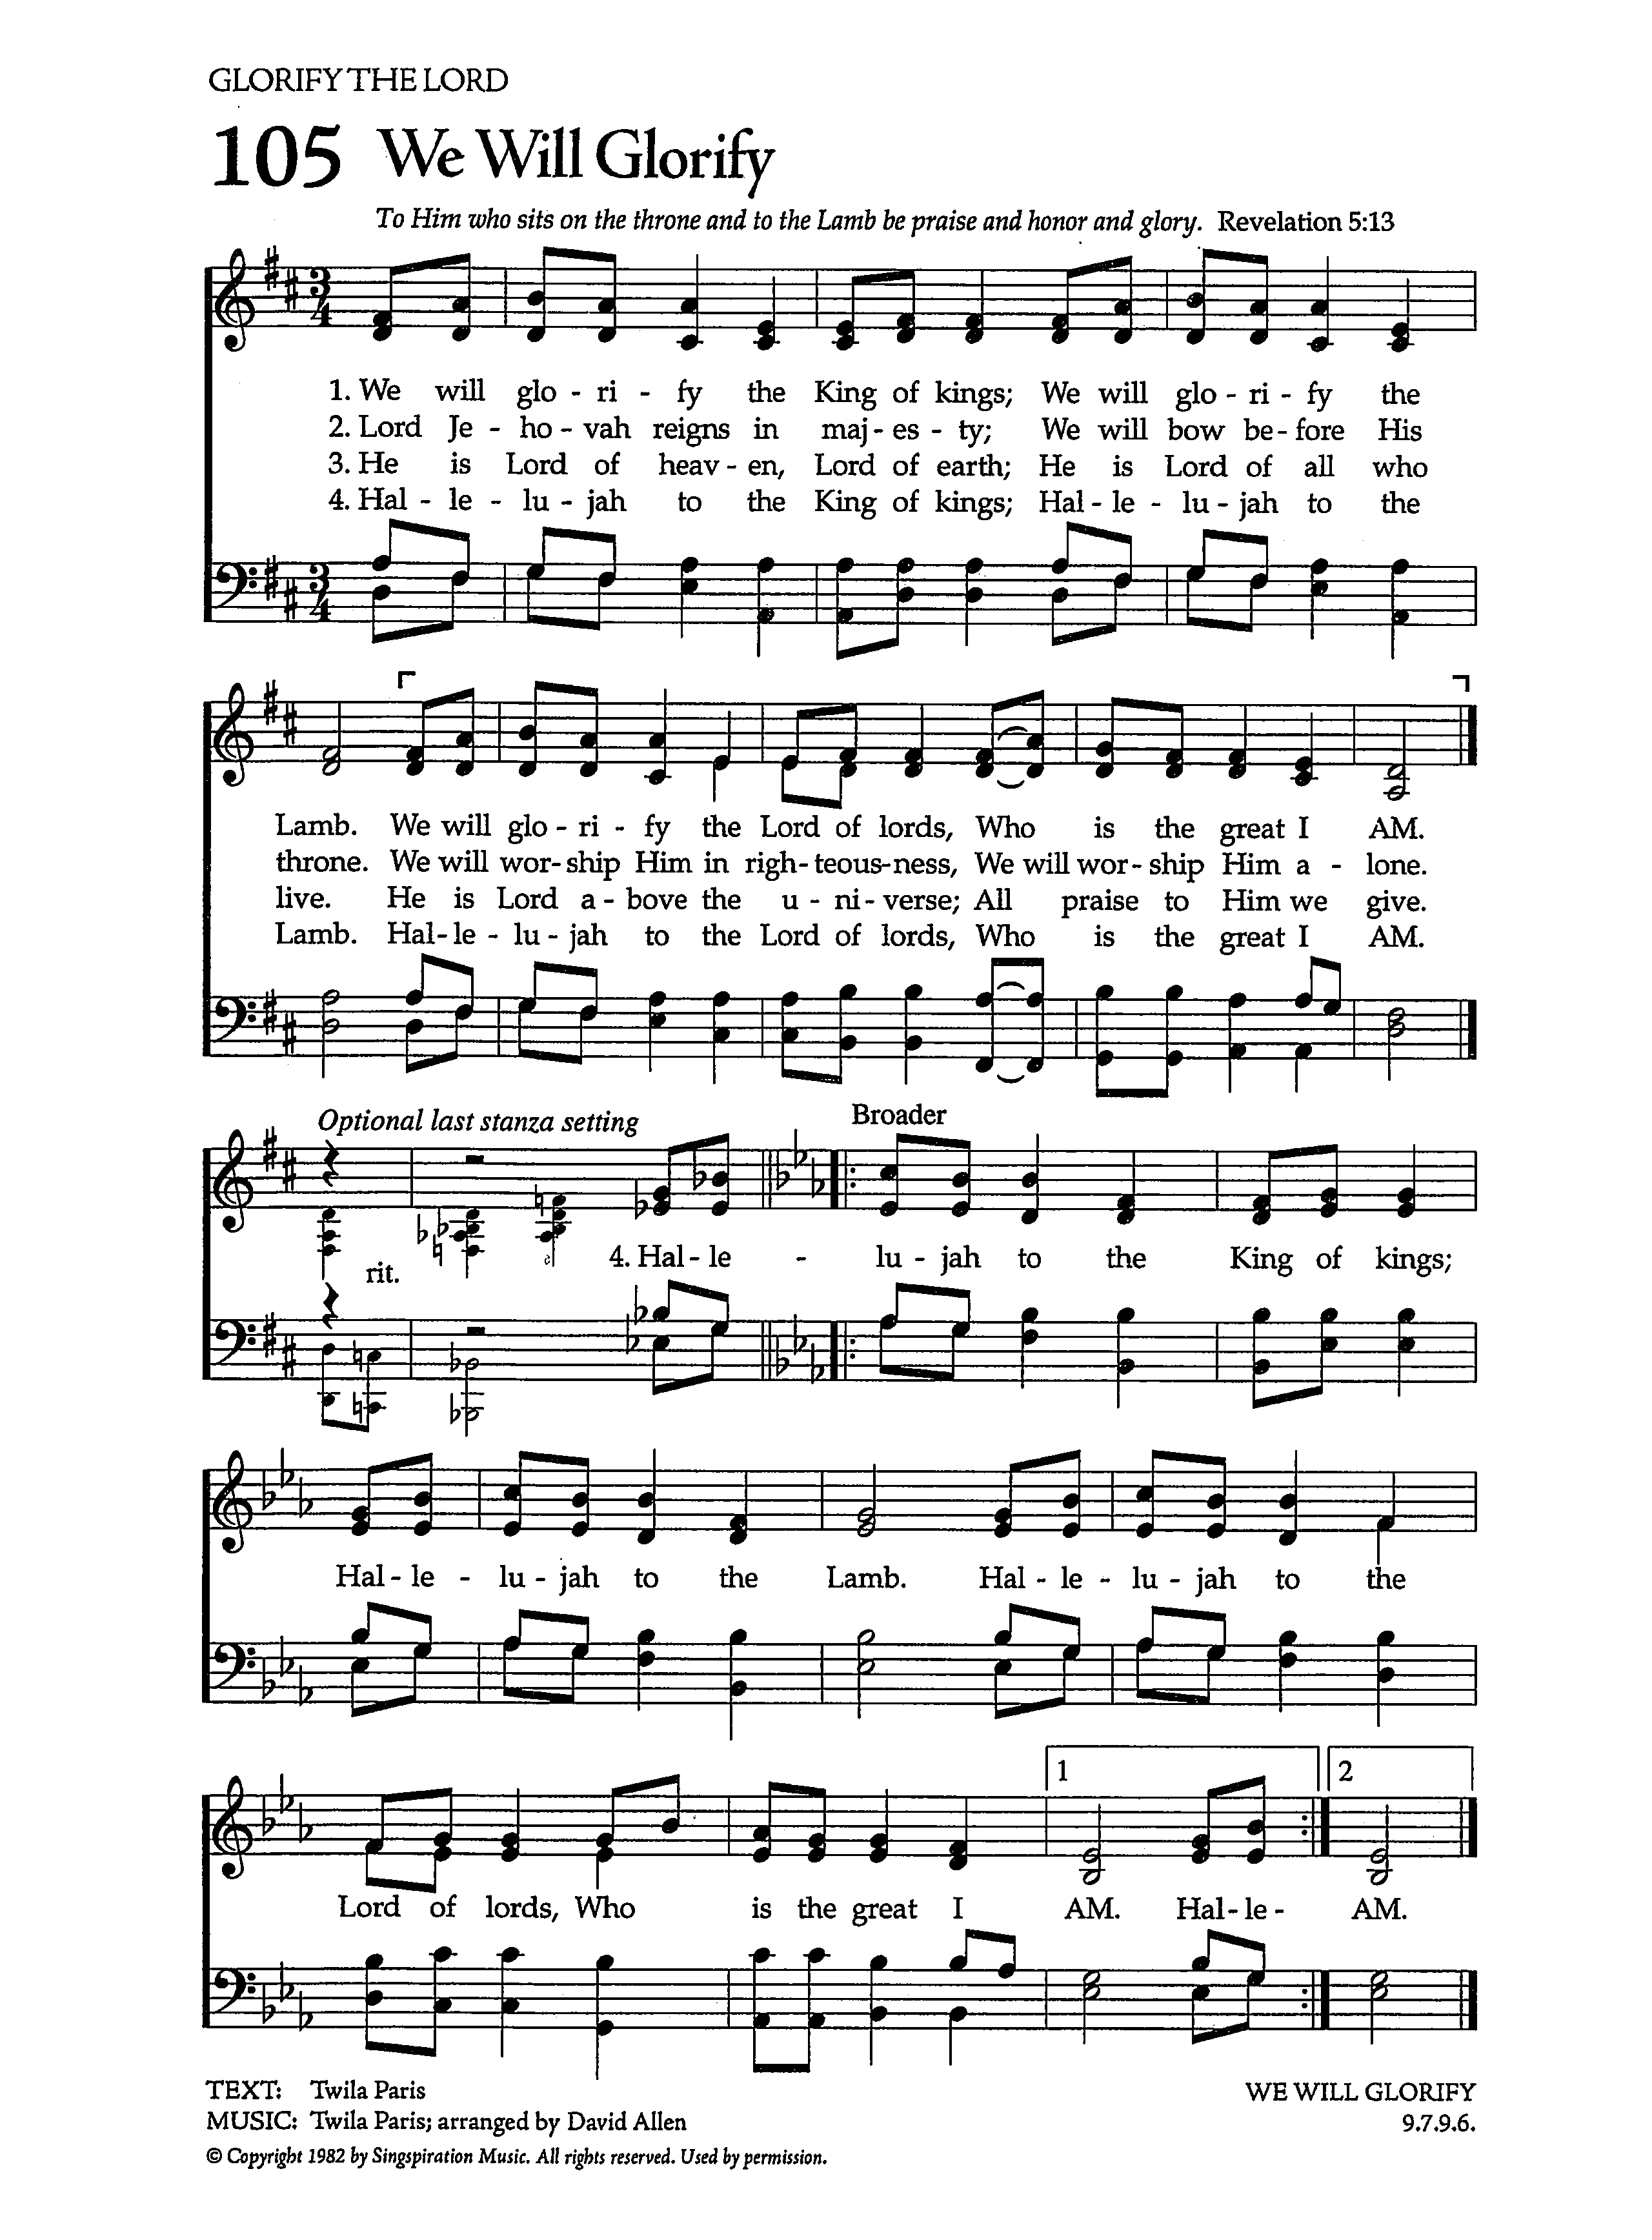 GLORIFY THE LORD
105 We Will Glorify
To Him who sits on the throne and to the Lamb be praise and honor and glory. Revelation 5:13
3 4
1. We will glo - ri - fy the King of kings; We will glo - ri - fy the
2. Lord Je - ho - vah reigns in maj - es - ty; We will bow be - fore His
3. He is Lord of heav - en, Lord of earth; He is Lord of all who
4. Hal - le - lu - jah to the King of kings; Hal - le - lu - jah to the
3 4
Lamb. We will glo - ri - fy the Lord of lords, Who is the great I AM.
throne. We will wor - ship Him in righ - teous - ness, We will wor - ship Him a - lone.
live. He is Lord a - bove the u - ni - verse; All praise to Him we give.
Lamb. Hal - le - lu - jah to the Lord of lords, Who is the great I AM.
Optional last stanza setting Broader
4. Hal - le - lu - jah to the King of kings;
rit.
Hal - le - lu - jah to the Lamb. Hal - le - lu - jah to the
1 2
Lord of lords, Who is the great I AM. Hal - le - AM.
TEXT: Twila Paris WE WILL GLORIFY
MUSIC: Twila Paris; arranged by David Allen 9.7.9.6.
© Copyright 1982 by Singspiration Music. All rights reserved. Used by permission.